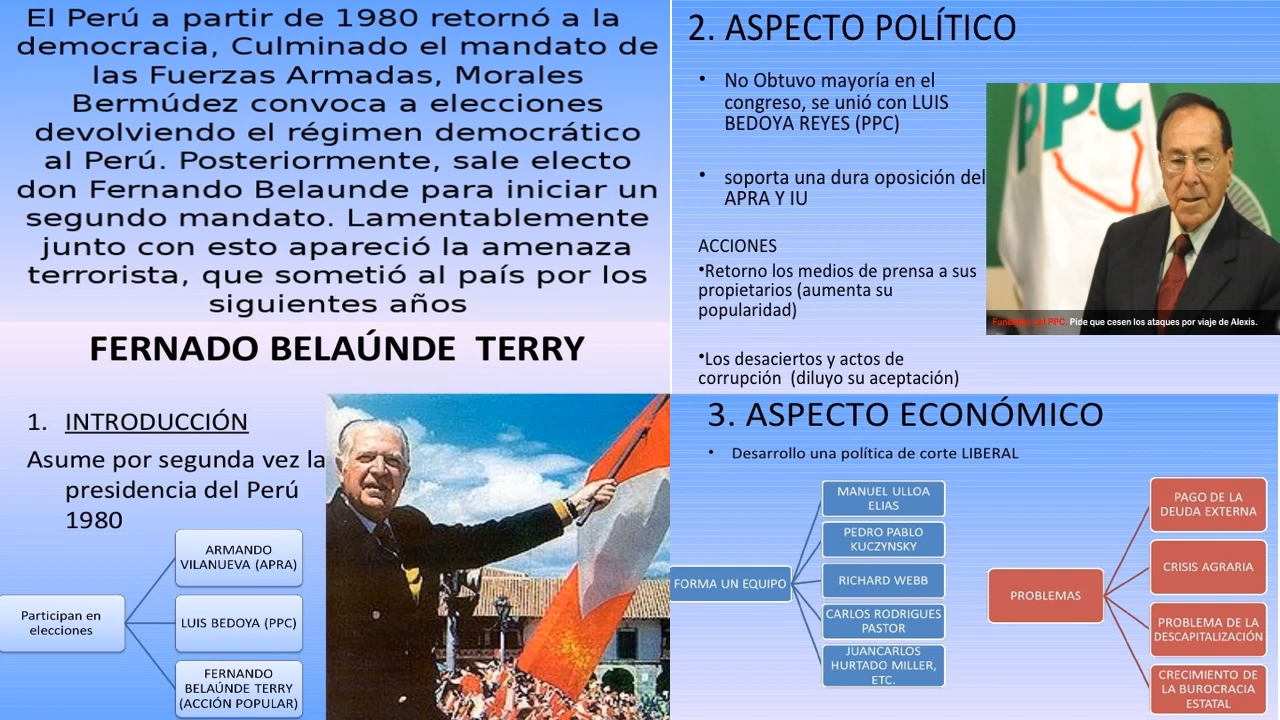 El Perú a partir de 1980 retornó a la
democracia, Culminado el mandato de
las Fuerzas Armadas, Morales
Bermúdez convoca a elecciones
devolviendo el régimen democrático
al Perú. Posteriormente, sale electo
don Fernando Belaunde para iniciar un
segundo mandato. Lamentablemente
junto con esto apareció la amenaza
terrorista, que sometió al país por los
siguientes años
FERNADO BELAÚNDE TERRY
1. INTRODUCCIÓN
Asume por segunda vez la
presidencia del Perú
1980
Participan en
elecciones
ARMANDO
VILANUEVA (APRA)
LUIS BEDOYA (PPC)
FERNANDO
BELAÚNDE TERRY
(ACCIÓN POPULAR)
2. ASPECTO POLÍTICO
• No Obtuvo mayoría en el
congreso, se unió con LUIS
BEDOYA REYES (PPC)
• soporta una dura oposición del
APRA Y IU
ACCIONES
•Retorno los medios de prensa a sus
propietarios (aumenta su
popularidad)
•Los desaciertos y actos de
corrupción (diluyo su aceptación)
PPC
Fundador del PPC. Pide que cesen los ataques por viaje de Alexis.
3. ASPECTO ECONÓMICO
• Desarrollo una política de corte LIBERAL
FORMA UN EQUIPO
MANUEL ULLOA
ELIAS
PEDRO PABLO
KUCZYNSKY
RICHARD WEBB
CARLOS RODRIGUES
PASTOR
JUANCARLOS
HURTADO MILLER,
ETC.
PROBLEMAS
PAGO DE LA
DEUDA EXTERNA
CRISIS AGRARIA
PROBLEMA DE LA
DESCAPITALIZACIÓN
CRECIMIENTO DE
LA BUROCRACIA
ESTATAL